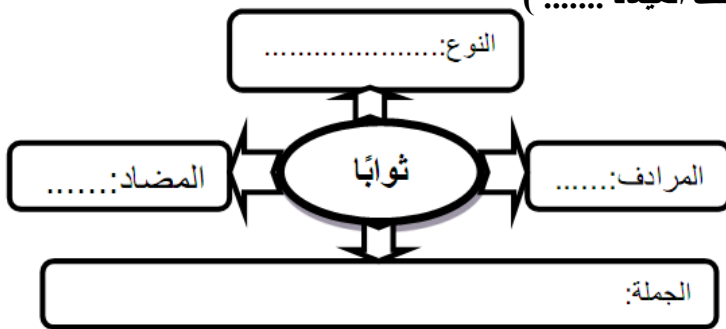 النوع:.....................
ثوابًا
المرادف:......
المضاد:......
الجملة: